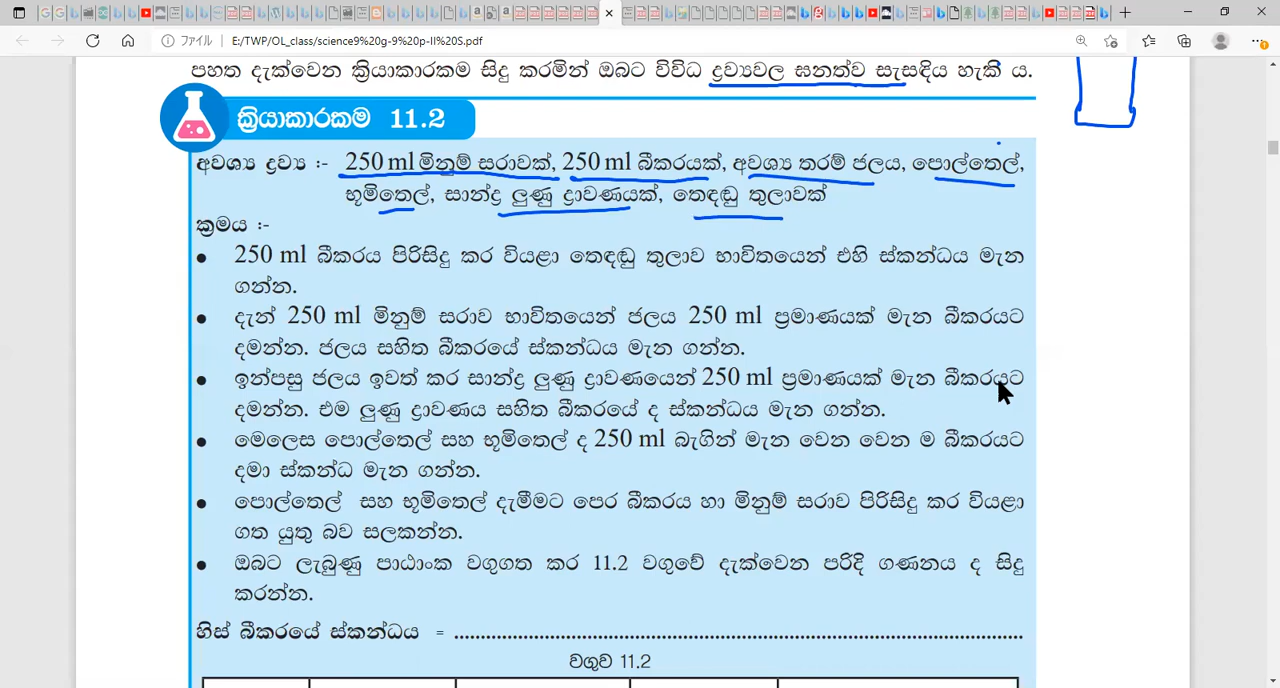 ファイル
E:/TWP/OL_class/science9%20g-9%20p-II%20S.pdf
පහත දැක්වෙන ක්‍රියාකාරකම සිදු කරමින් ඔබට විවිධ ද්‍රව්‍යවල ඝනත්ව සැසඳිය හැකි ය.
ක්‍රියාකාරකම 11.2
අවශ්‍ය ද්‍රව්‍ය :- 250 ml මිනුම් සරාවක්, 250 ml බීකරයක්, අවශ්‍ය තරම් ජලය, පොල්තෙල්,
භූමිතෙල්, සාන්ද්‍ර ලුණු ද්‍රාවණයක්, තෙදඬු තුලාවක්
ක්‍රමය :-
● 250 ml බීකරය පිරිසිදු කර වියළා තෙදඬු තුලාව භාවිතයෙන් එහි ස්කන්ධය මැන
ගන්න.
● දැන් 250 ml මිනුම් සරාව භාවිතයෙන් ජලය 250 ml ප්‍රමාණයක් මැන බීකරයට
දමන්න. ජලය සහිත බීකරයේ ස්කන්ධය මැන ගන්න.
● ඉන්පසු ජලය ඉවත් කර සාන්ද්‍ර ලුණු ද්‍රාවණයෙන් 250 ml ප්‍රමාණයක් මැන බීකරයට
දමන්න. එම ලුණු ද්‍රාවණය සහිත බීකරයේ ද ස්කන්ධය මැන ගන්න.
● මෙලෙස පොල්තෙල් සහ භූමිතෙල් ද 250 ml බැගින් මැන වෙන වෙන ම බීකරයට
දමා ස්කන්ධ මැන ගන්න.
● පොල්තෙල් සහ භූමිතෙල් දැමීමට පෙර බීකරය හා මිනුම් සරාව පිරිසිදු කර වියළා
ගත යුතු බව සලකන්න.
● ඔබට ලැබුණු පාඨාංක වගුගත කර 11.2 වගුවේ දැක්වෙන පරිදි ගණනය ද සිදු
කරන්න.
හිස් බීකරයේ ස්කන්ධය = ........................................................................................
වගුව 11.2